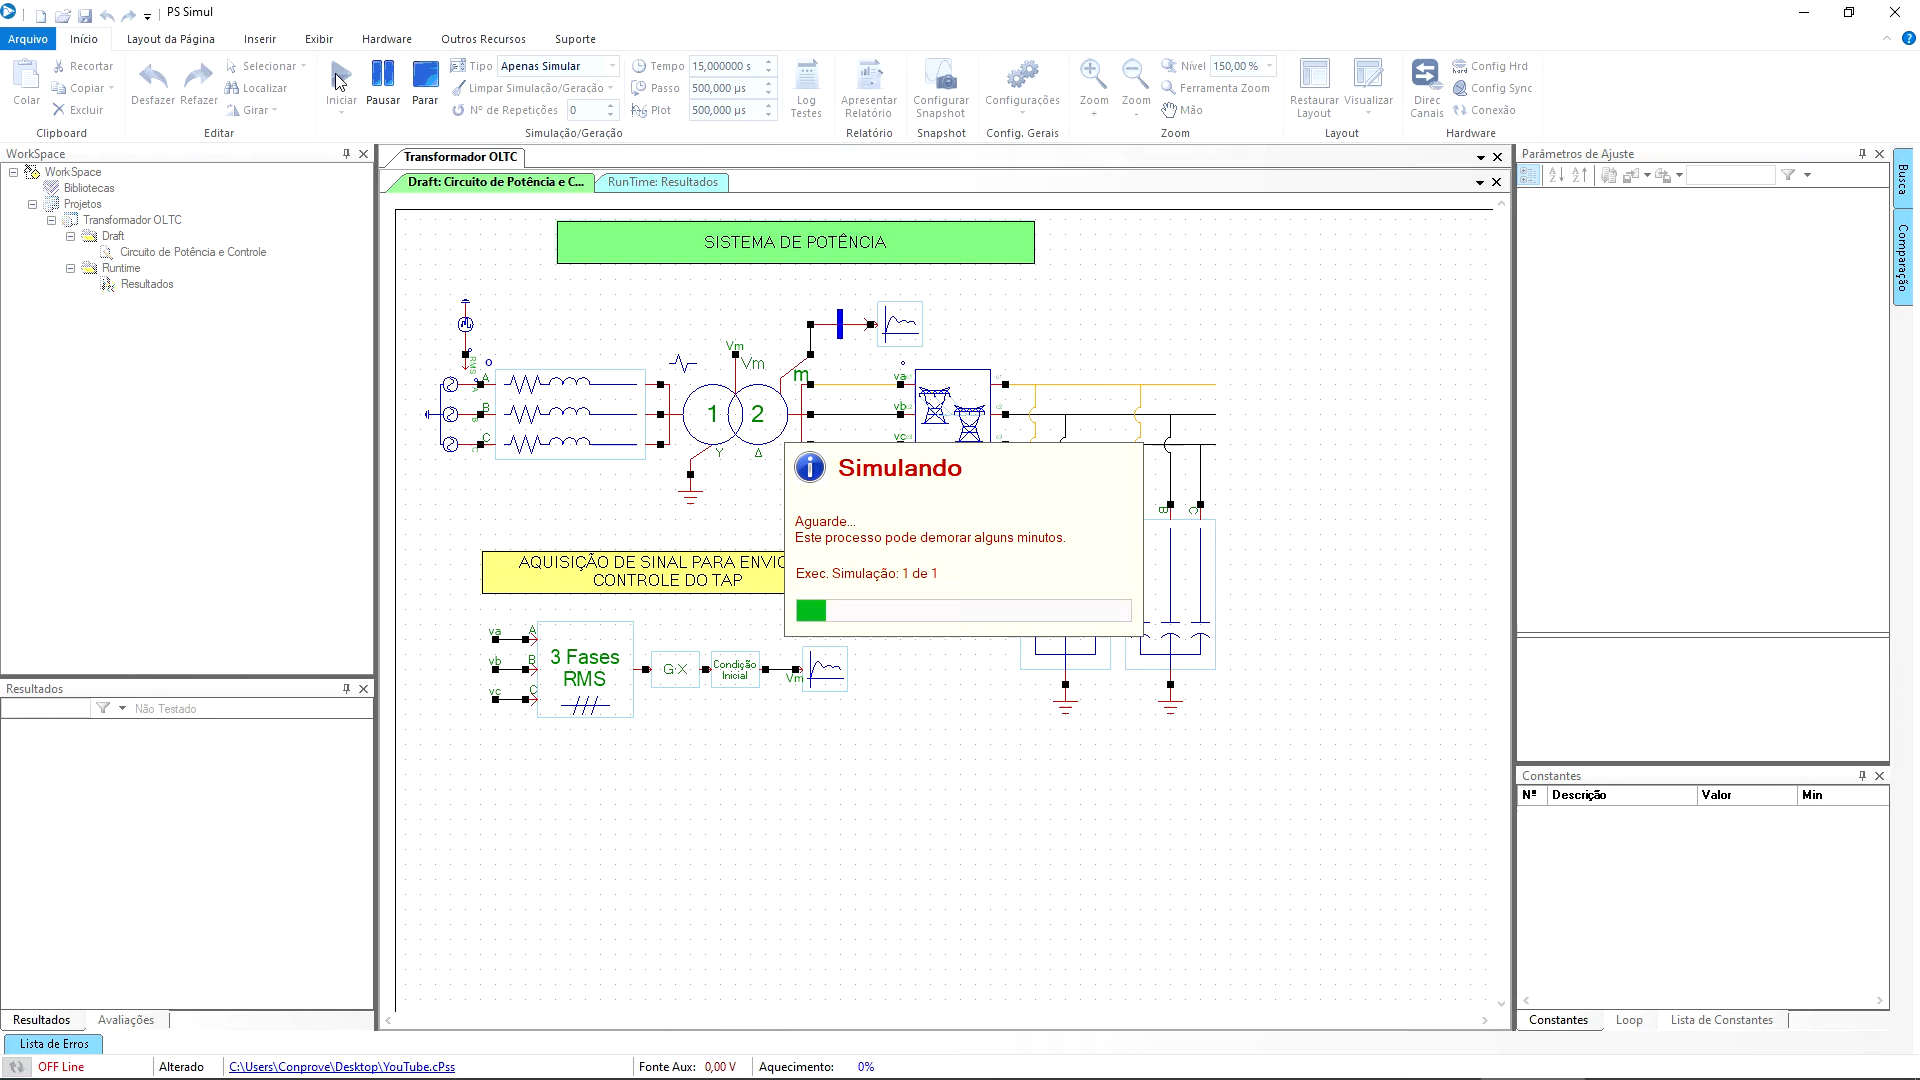 PS Simul
Arquivo Início Layout da Página Inserir Exibir Hardware Outros Recursos Suporte
Colar
Recortar
Copiar
Excluir
Clipboard
Desfazer Refazer
Selecionar
Localizar
Girar
Editar
Iniciar Pausar Parar
Tipo Apenas Simular
Limpar Simulação/Geração
Nº de Repetições 0
Tempo 15,000000 s
Passo 500,000 µs
Plot 500,000 µs
Simulação/Geração
Log
Testes
Apresentar
Relatório
Relatório
Configurar
Snapshot
Snapshot
Configurações
Config. Gerais
Zoom
+
Zoom
-
Nível 150,00 %
Ferramenta Zoom
Mão
Zoom
Restaurar
Layout
Visualizar
Layout
Direc
Canais
Config Hrd
Config Sync
Conexão
Hardware
WorkSpace
WorkSpace
Bibliotecas
Projetos
Transformador OLTC
Draft
Circuito de Potência e Controle
Runtime
Resultados
Resultados
Não Testado
Resultados Avaliações
Lista de Erros
OFF Line Alterado C:\Users\Conprove\Desktop\YouTube.cPss Fonte Aux: 0,00 V Aquecimento: 0%
Transformador OLTC
Draft: Circuito de Potência e C... RunTime: Resultados
SISTEMA DE POTÊNCIA
RMS
A
B
C
Vm
Vm
1 2
Y Δ
m
va
vb
vc
B C
Simulando
Aguarde...
Este processo pode demorar alguns minutos.
Exec. Simulação: 1 de 1
AQUISIÇÃO DE SINAL PARA ENVIO
CONTROLE DO TAP
va A
vb B
vc C
3 Fases
RMS
G·X
Condição
Inicial
Vm
Parâmetros de Ajuste
Busca
Comparação
Constantes
Nº Descrição Valor Min
Constantes Loop Lista de Constantes